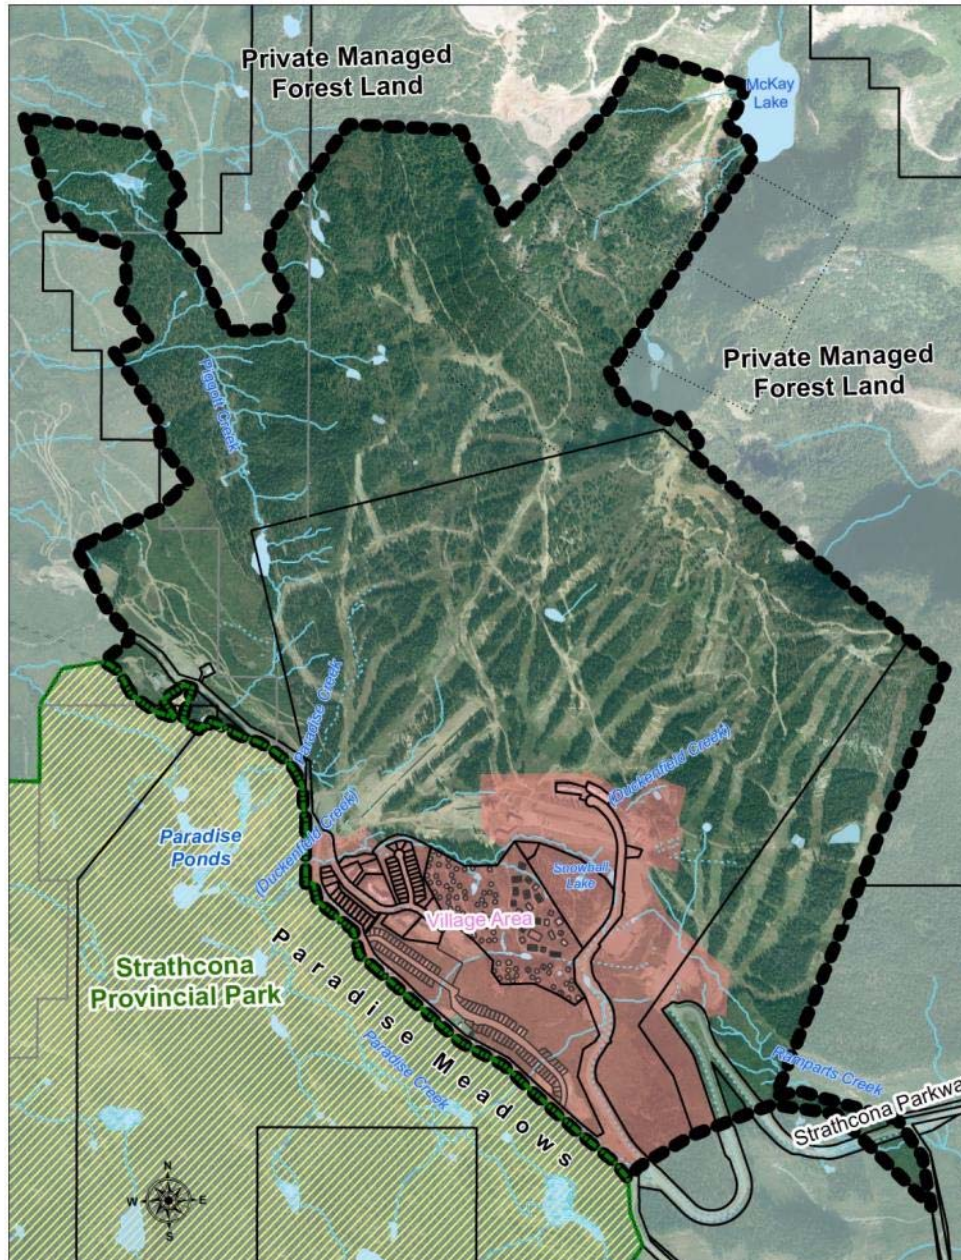 Private Managed
Forest Land
McKay
Lake
Private Managed
Forest Land
Piggott Creek
Paradise Creek
(Duckenfield Creek)
(Duckenfield Creek)
Paradise
Ponds
Snowball
Lake
Village Area
Strathcona
Provincial Park
Paradise Meadows
Paradise Creek
Ramparts Creek
Strathcona Parkwa
N
W E
S